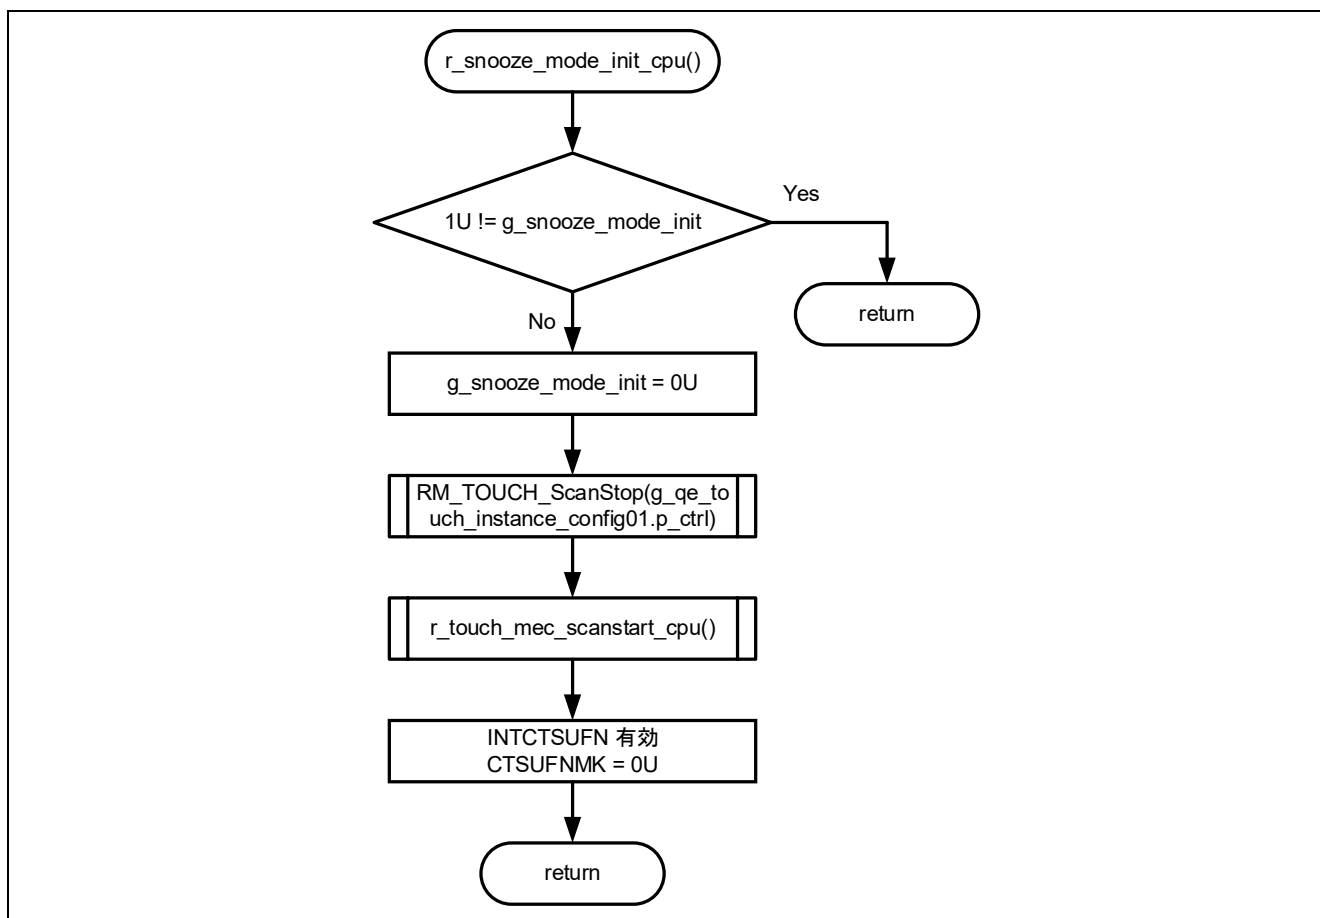 r_snooze_mode_init_cpu()
Yes
1U != g_snooze_mode_init
return
No
g_snooze_mode_init = 0U
RM_TOUCH_ScanStop(g_qe_to
uch_instance_config01.p_ctrl)
r_touch_mec_scanstart_cpu()
INTCTSUFN 有効
CTSUFNMK = 0U
return